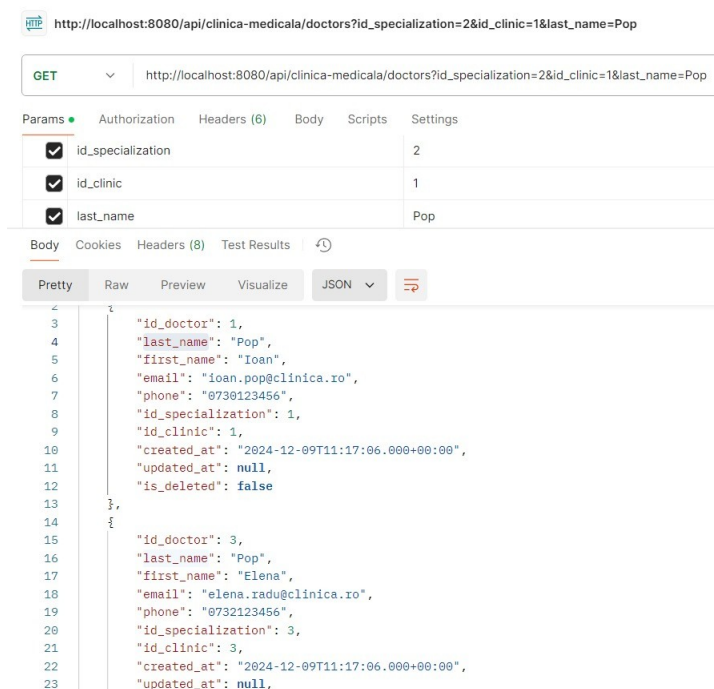 HTTP http://localhost:8080/api/clinica-medicala/doctors?id_specialization=2&id_clinic=1&last_name=Pop
GET http://localhost:8080/api/clinica-medicala/doctors?id_specialization=2&id_clinic=1&last_name=Pop
Params Authorization Headers (6) Body Scripts Settings
id_specialization 2
id_clinic 1
last_name Pop
Body Cookies Headers (8) Test Results
Pretty Raw Preview Visualize JSON
2 {
3 "id_doctor": 1,
4 "last_name": "Pop",
5 "first_name": "Ioan",
6 "email": "ioan.pop@clinica.ro",
7 "phone": "0730123456",
8 "id_specialization": 1,
9 "id_clinic": 1,
10 "created_at": "2024-12-09T11:17:06.000+00:00",
11 "updated_at": null,
12 "is_deleted": false
13 },
14 {
15 "id_doctor": 3,
16 "last_name": "Pop",
17 "first_name": "Elena",
18 "email": "elena.radu@clinica.ro",
19 "phone": "0732123456",
20 "id_specialization": 3,
21 "id_clinic": 3,
22 "created_at": "2024-12-09T11:17:06.000+00:00",
23 "updated_at": null,